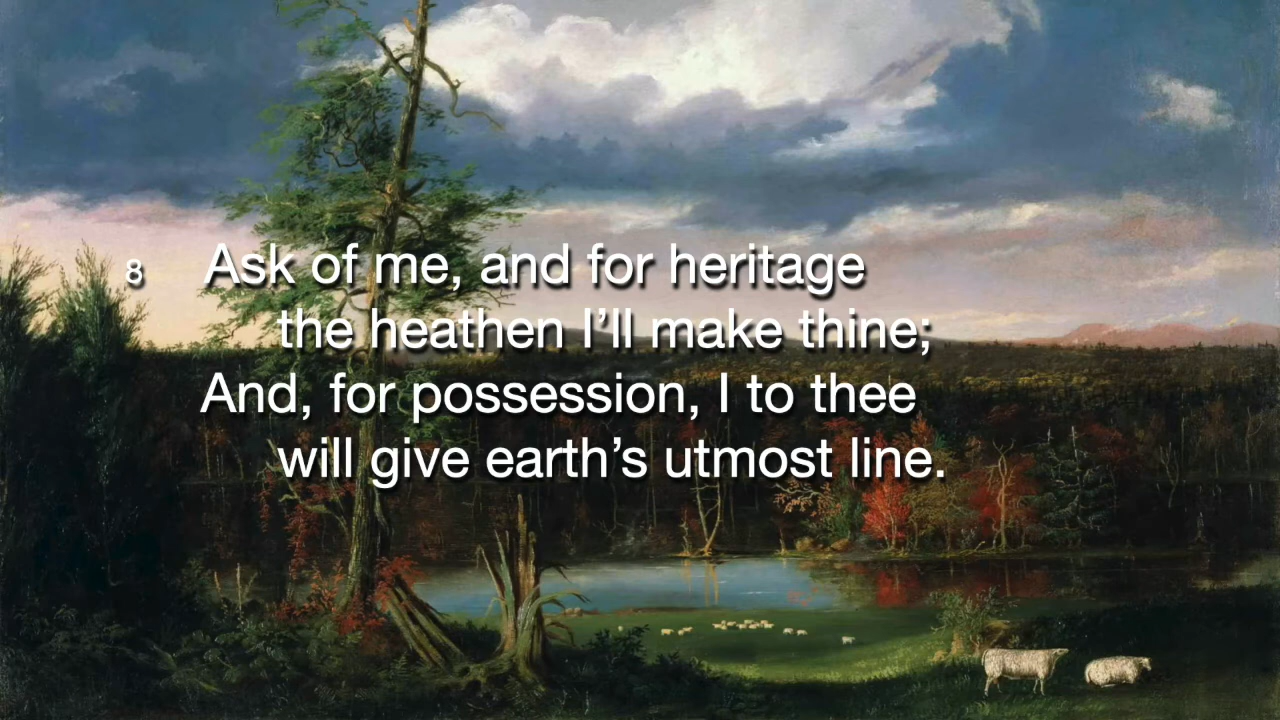 8 Ask of me, and for heritage
the heathen I’ll make thine;
And, for possession, I to thee
will give earth’s utmost line.